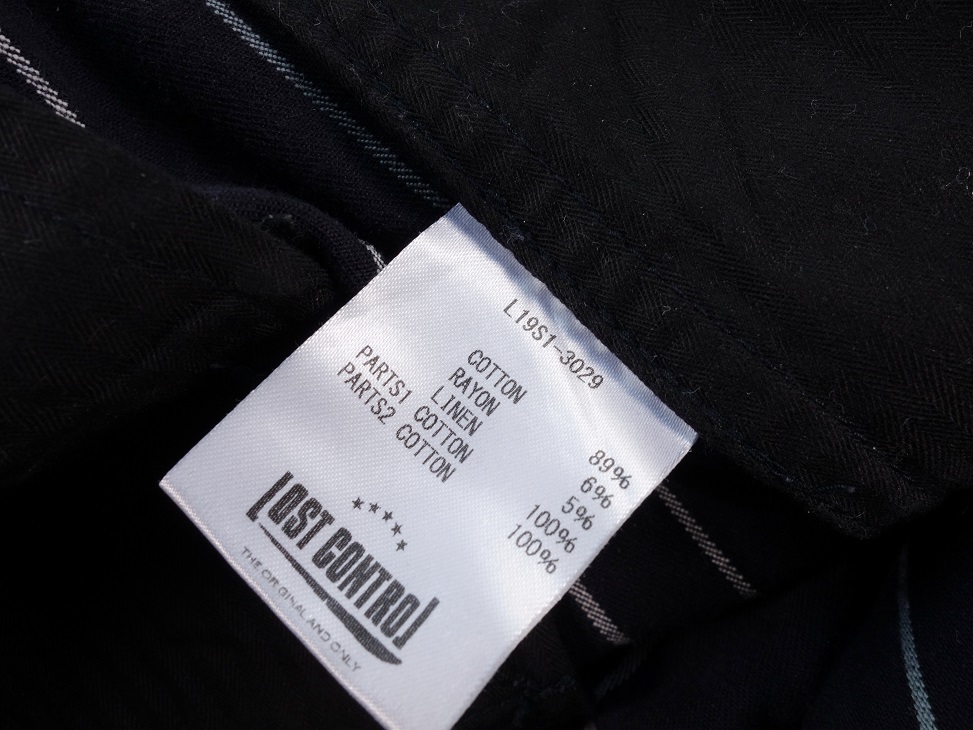 L19S1-3029
COTTON 89%
RAYON 6%
LINEN 5%
PARTS1 COTTON 100%
PARTS2 COTTON 100%
LOST CONTROL
THE ORIGINAL AND ONLY